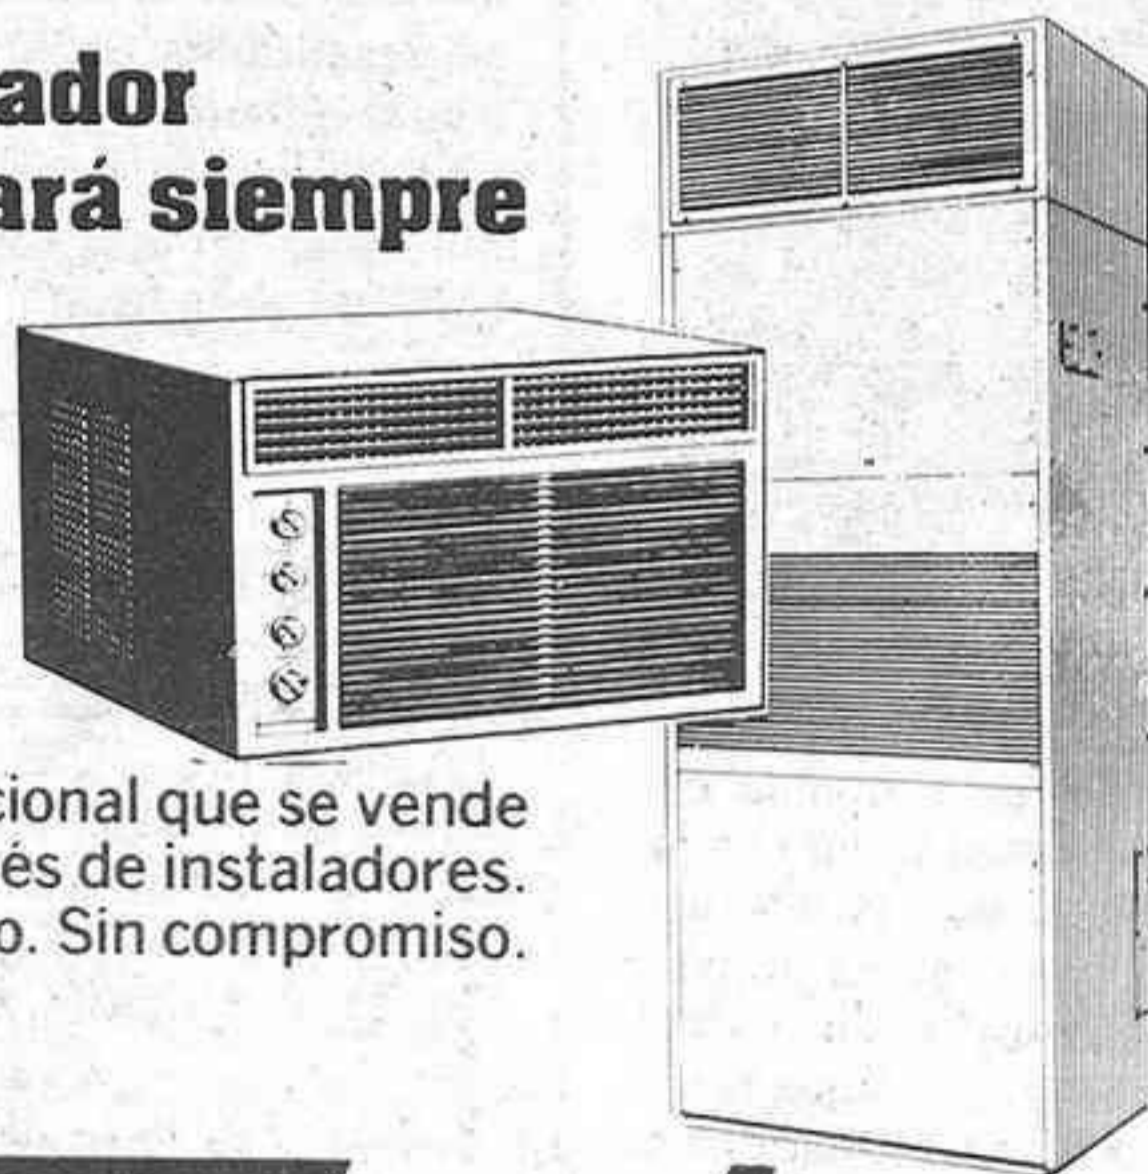 ador
ará siempre
cional que se vende
és de instaladores.
o. Sin compromiso.